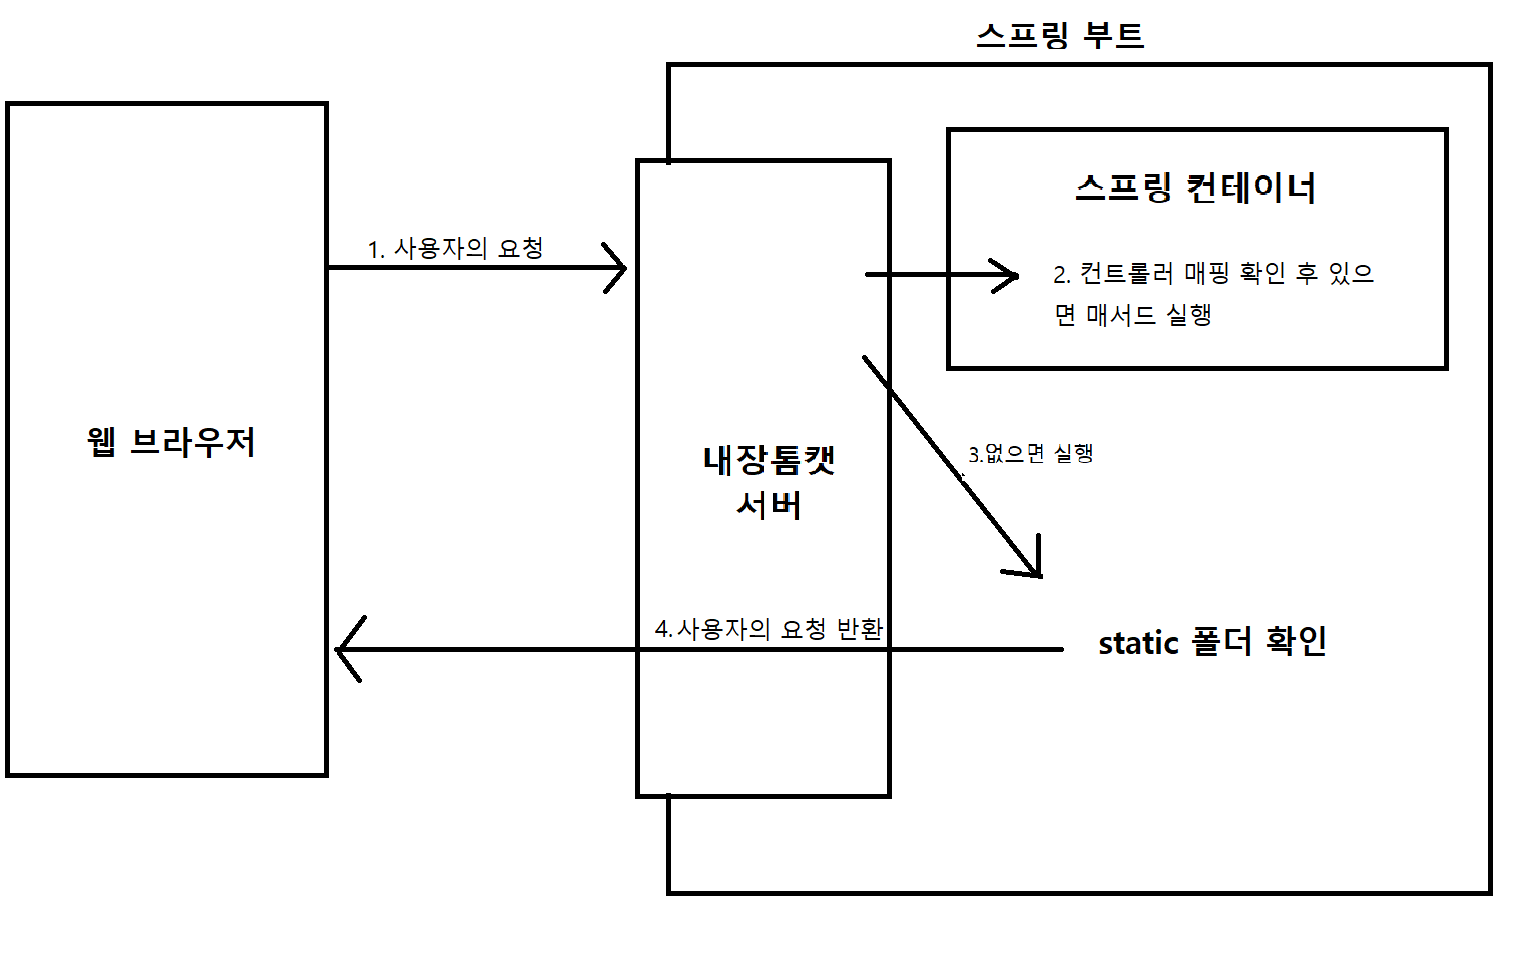 스프링 부트
스프링 컨테이너
1. 사용자의 요청
2. 컨트롤러 매핑 확인 후 있으
면 매서드 실행
웹 브라우저
내장톰캣
서버
3.없으면 실행
4.사용자의 요청 반환
static 폴더 확인